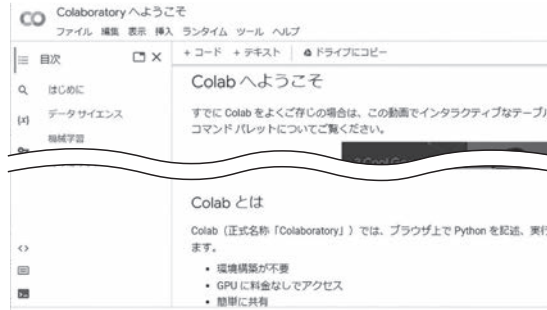 Colaboratory へようこそ
ファイル 編集 表示 挿入 ランタイム ツール ヘルプ
目次
+ コード + テキスト ドライブにコピー
はじめに
データ サイエンス
機械学習
Colab へようこそ
すでに Colab をよくご存じの場合は、この動画でインタラクティブなテーブル
コマンド パレットについてご覧ください。
Colab とは
Colab（正式名称「Colaboratory」）では、ブラウザ上で Python を記述、実行
ます。
• 環境構築が不要
• GPU に料金なしでアクセス
• 簡単に共有